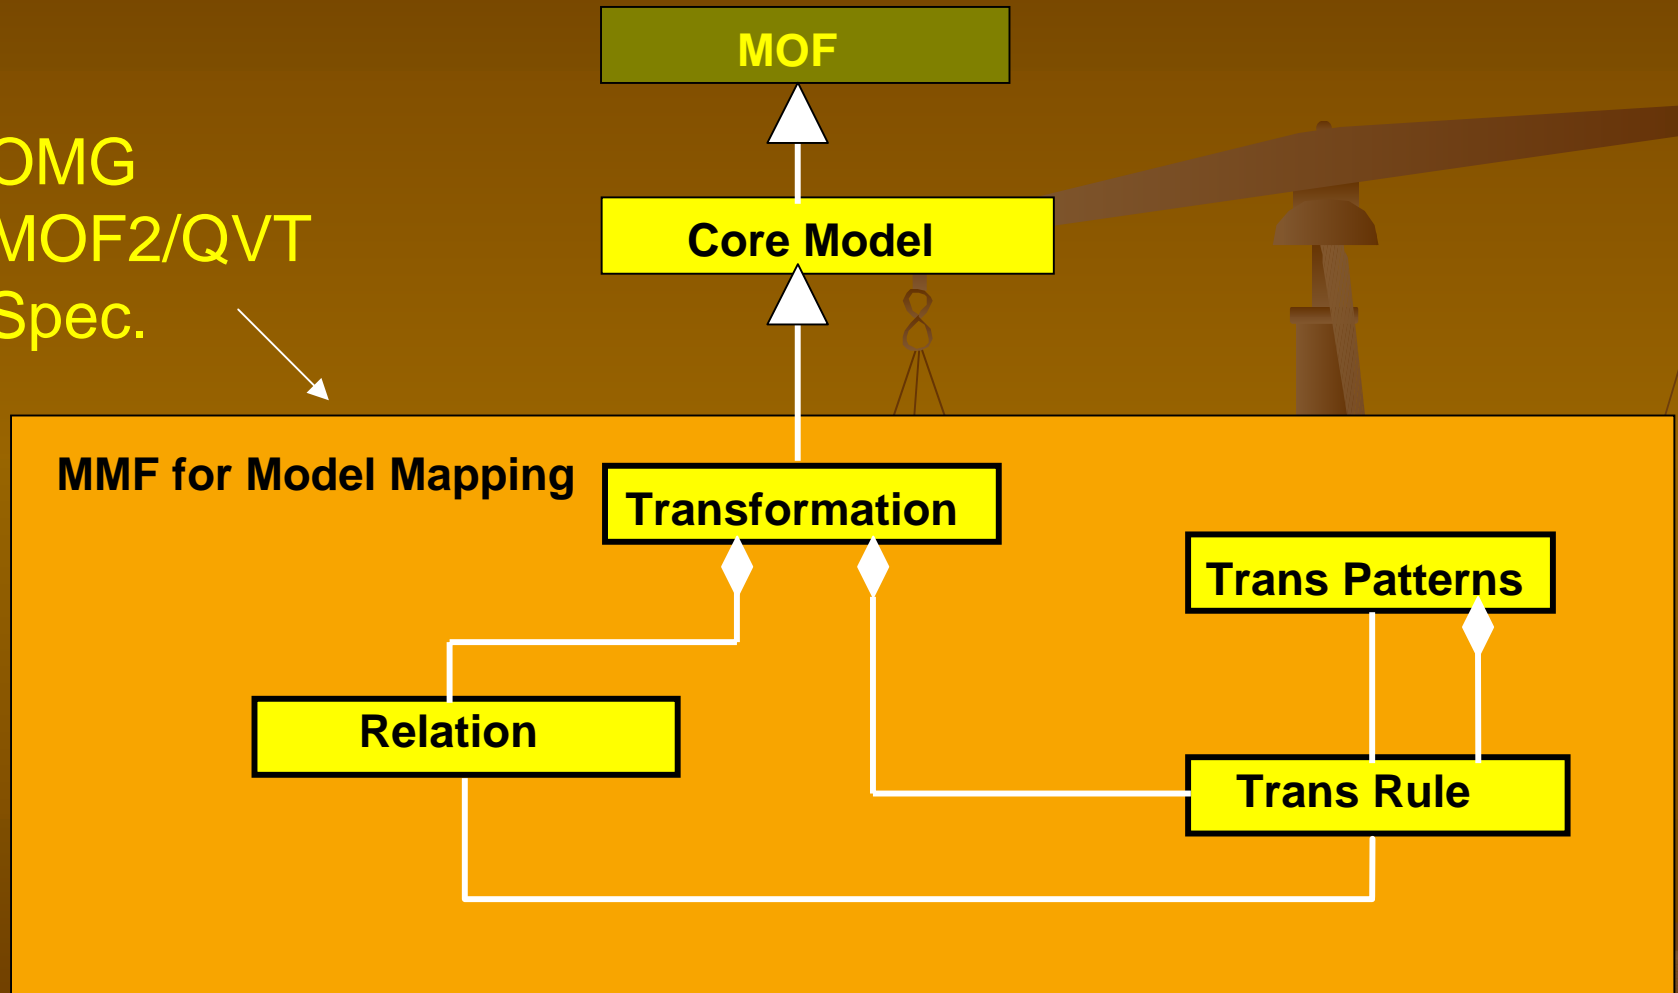 MOF
OMG
MOF2/QVT
Spec.
Core Model
MMF for Model Mapping
Transformation
Trans Patterns
Relation
Trans Rule